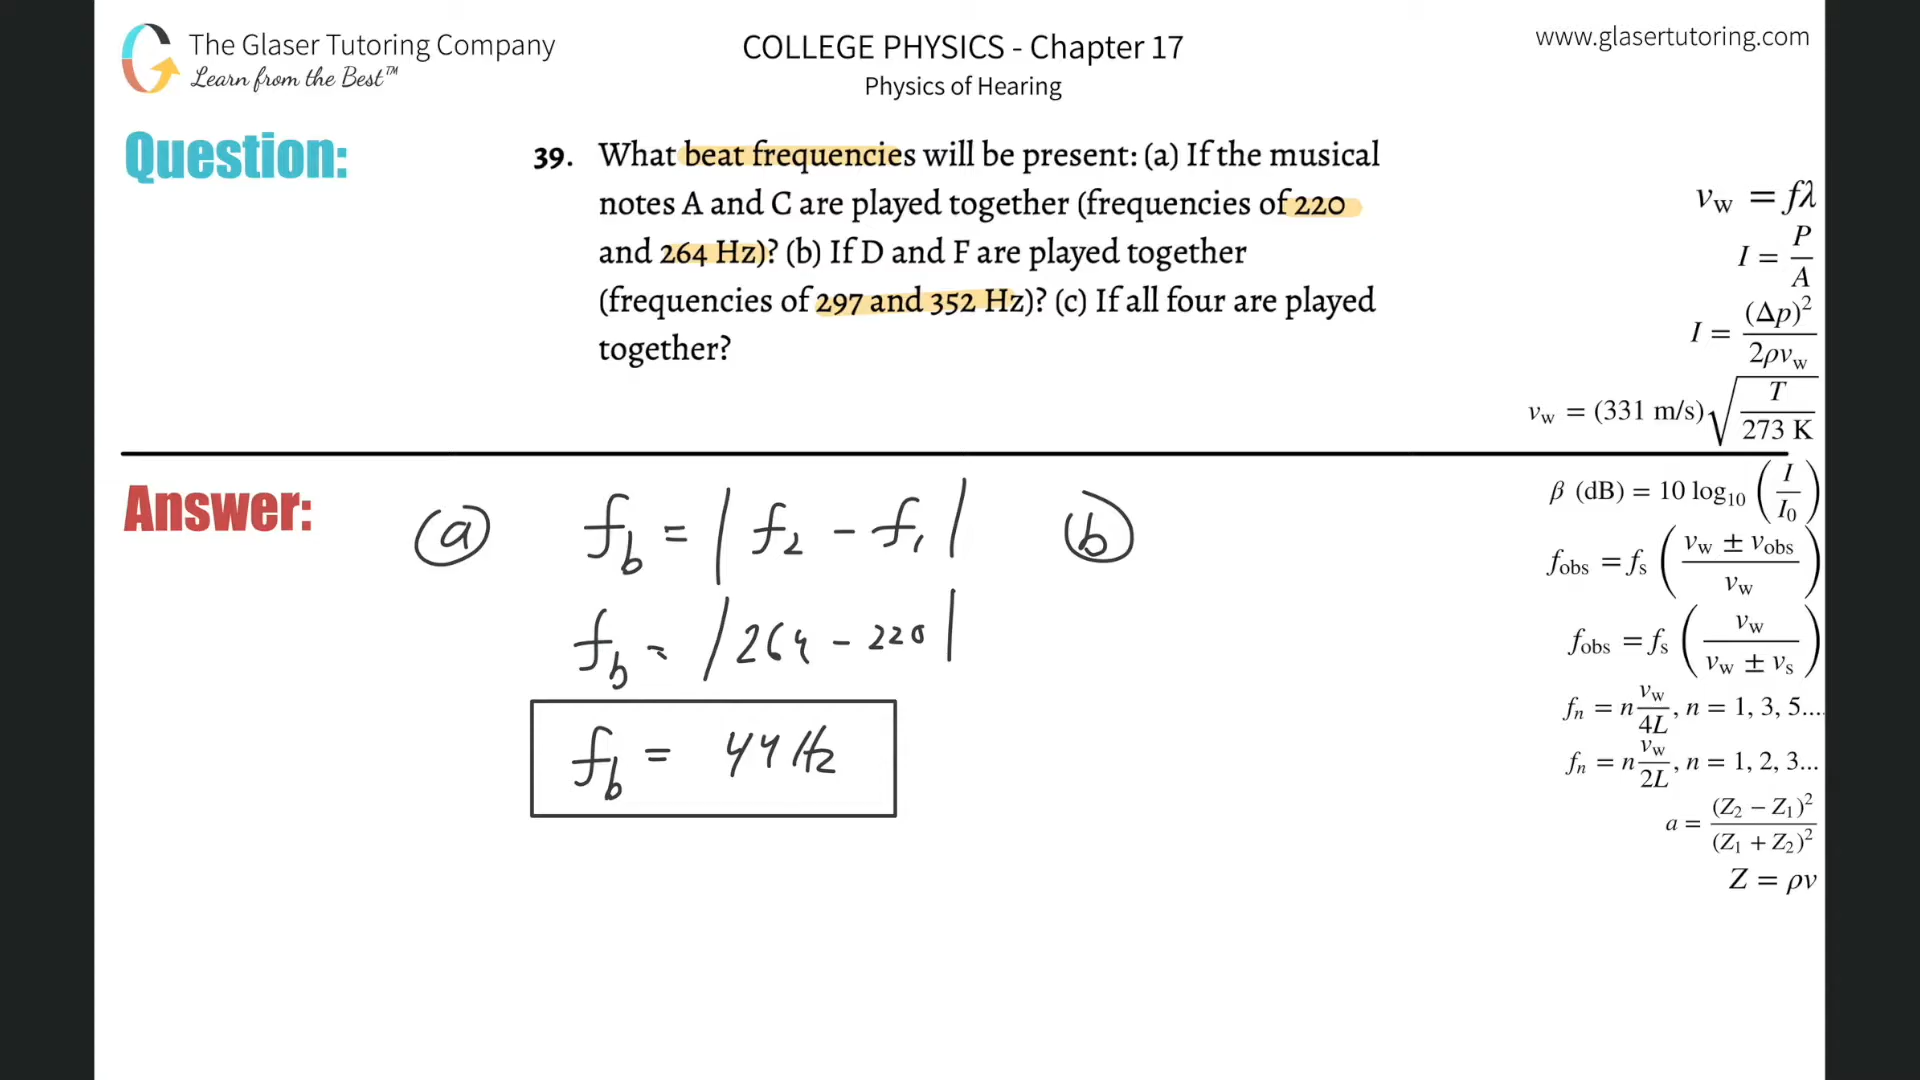 The Glaser Tutoring Company
Learn from the Best™
COLLEGE PHYSICS - Chapter 17
Physics of Hearing
www.glasertutoring.com
Question:
39. What beat frequencies will be present: (a) If the musical
notes A and C are played together (frequencies of 220
and 264 Hz)? (b) If D and F are played together
(frequencies of 297 and 352 Hz)? (c) If all four are played
together?
v_w = fλ
I = P/A
I = (Δp)²/2ρv_w
v_w = (331 m/s)√(T/273 K)
Answer:
(a) f_b = |f₂ - f₁|
f_b = |264 - 220|
f_b = 44 Hz
(b)
β (dB) = 10 log₁₀ (I/I₀)
f_obs = f_s ((v_w ± v_obs)/v_w)
f_obs = f_s (v_w/(v_w ± v_s))
f_n = n v_w/4L, n = 1, 3, 5...
f_n = n v_w/2L, n = 1, 2, 3...
a = (Z₂ − Z₁)²/(Z₁ + Z₂)²
Z = ρv